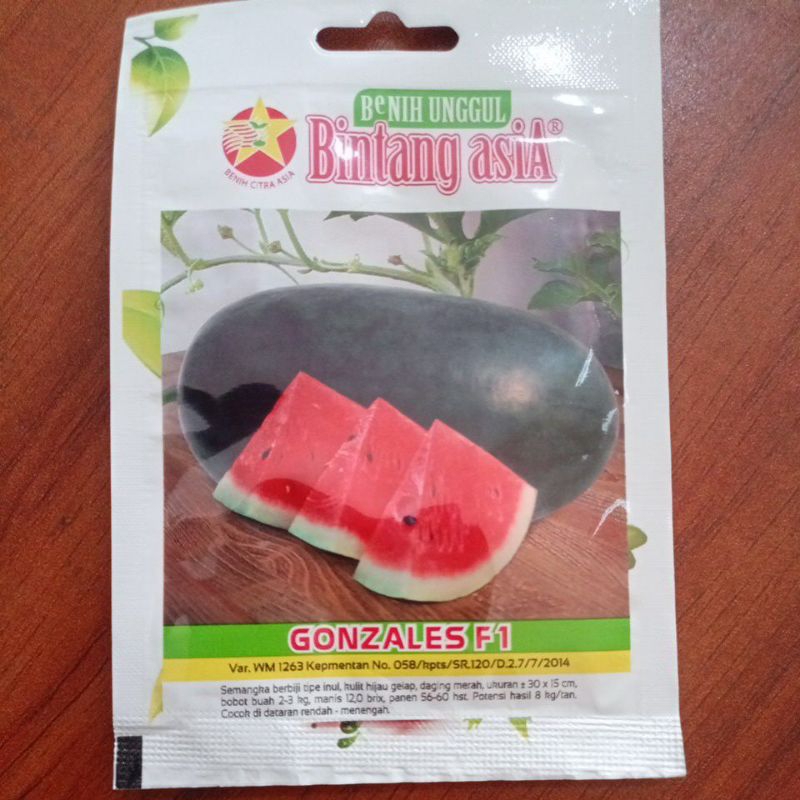 BeNIH UNGGUL
Bintang asiA®
BENIH CITRA ASIA
GONZALES F1
Var. WM 1263 Kepmentan No. 058/kpts/SR.120/D.2.7/7/2014
Semangka berbiji tipe inul, kulit hijau gelap, daging merah, ukuran ± 30 x 15 cm,
bobot buah 2-3 kg, manis 12,0 brix, panen 56-60 hst. Potensi hasil 8 kg/tan.
Cocok di dataran rendah - menengah.